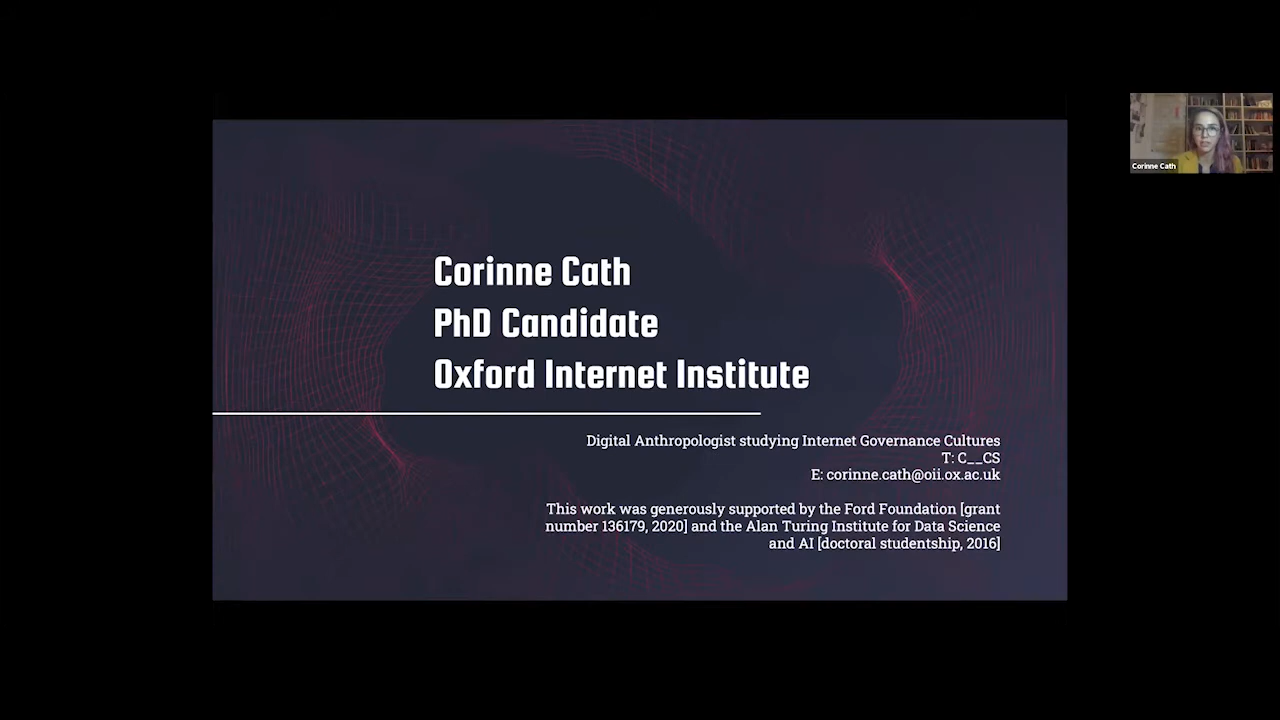 Corinne Cath
PhD Candidate
Oxford Internet Institute
Digital Anthropologist studying Internet Governance Cultures
T: C__CS
E: corinne.cath@oii.ox.ac.uk
This work was generously supported by the Ford Foundation [grant
number 136179, 2020] and the Alan Turing Institute for Data Science
and AI [doctoral studentship, 2016]
Corinne Cath